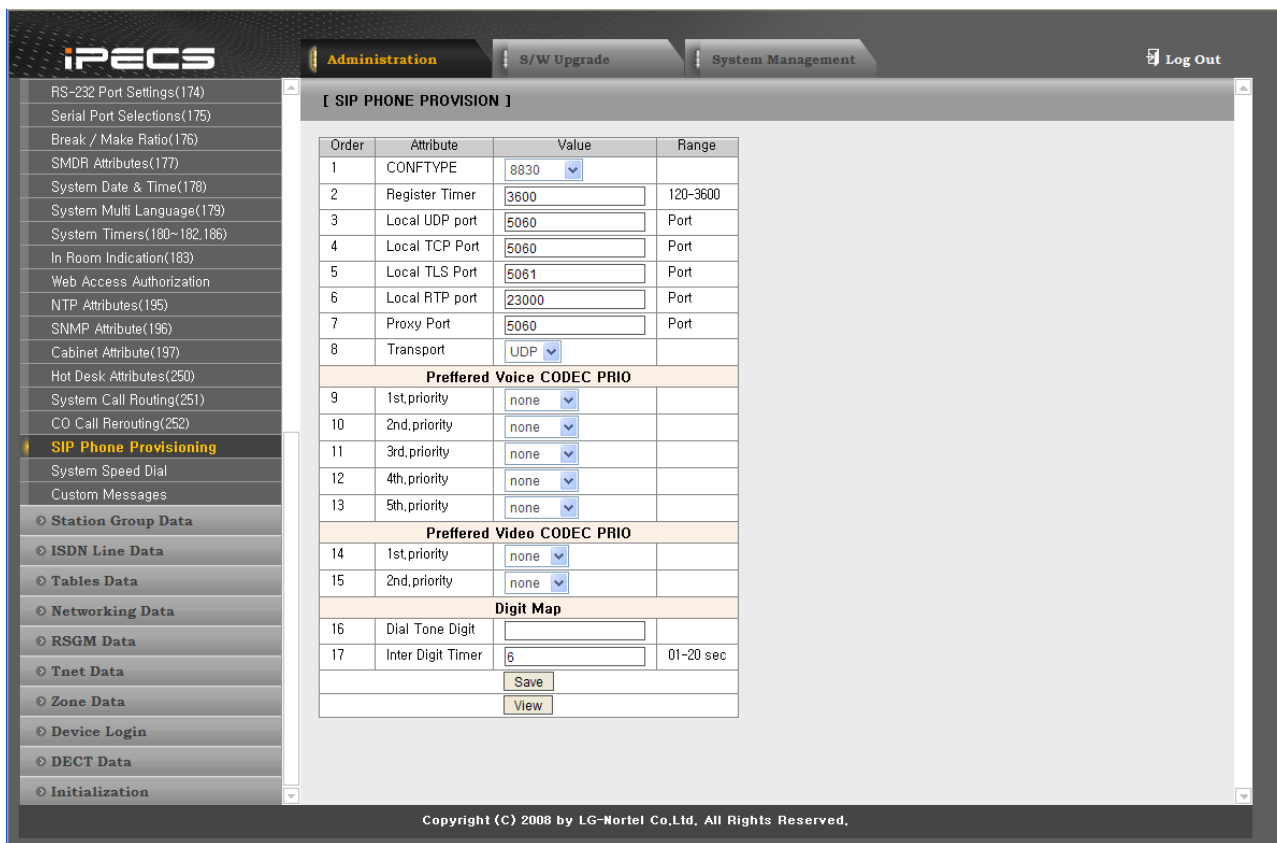 iPECS
Administration
S/W Upgrade
System Management
Log Out
RS-232 Port Settings(174)
Serial Port Selections(175)
Break / Make Ratio(176)
SMDR Attributes(177)
System Date & Time(178)
System Multi Language(179)
System Timers(180~182,186)
In Room Indication(183)
Web Access Authorization
NTP Attributes(195)
SNMP Attribute(196)
Cabinet Attribute(197)
Hot Desk Attributes(250)
System Call Routing(251)
CO Call Rerouting(252)
SIP Phone Provisioning
System Speed Dial
Custom Messages
Station Group Data
ISDN Line Data
Tables Data
Networking Data
RSGM Data
Tnet Data
Zone Data
Device Login
DECT Data
Initialization
[ SIP PHONE PROVISION ]
Order Attribute Value Range
1 CONFTYPE 8830
2 Register Timer 3600 120-3600
3 Local UDP port 5060 Port
4 Local TCP Port 5060 Port
5 Local TLS Port 5061 Port
6 Local RTP port 23000 Port
7 Proxy Port 5060 Port
8 Transport UDP
Preffered Voice CODEC PRIO
9 1st,priority none
10 2nd,priority none
11 3rd,priority none
12 4th,priority none
13 5th,priority none
Preffered Video CODEC PRIO
14 1st,priority none
15 2nd,priority none
Digit Map
16 Dial Tone Digit
17 Inter Digit Timer 6 01-20 sec
Save
View
Copyright (C) 2008 by LG-Nortel Co,Ltd, All Rights Reserved,